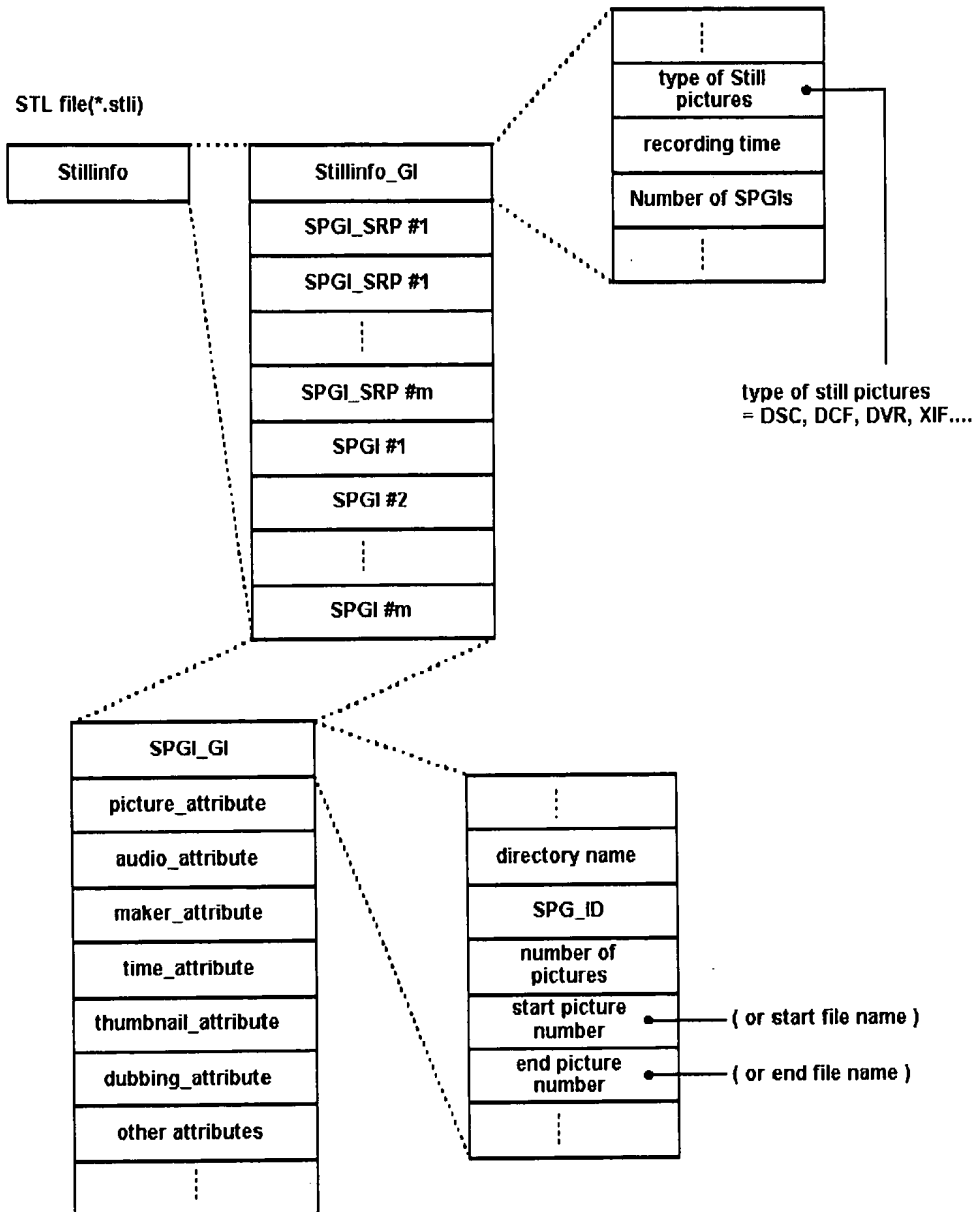 STL file(*.stli)
Stillinfo
Stillinfo_GI
SPGI_SRP #1
SPGI_SRP #1
SPGI_SRP #m
SPGI #1
SPGI #2
SPGI #m
type of Still
pictures
recording time
Number of SPGIs
type of still pictures
= DSC, DCF, DVR, XIF....
SPGI_GI
picture_attribute
audio_attribute
maker_attribute
time_attribute
thumbnail_attribute
dubbing_attribute
other attributes
directory name
SPG_ID
number of
pictures
start picture
number
( or start file name )
end picture
number
( or end file name )